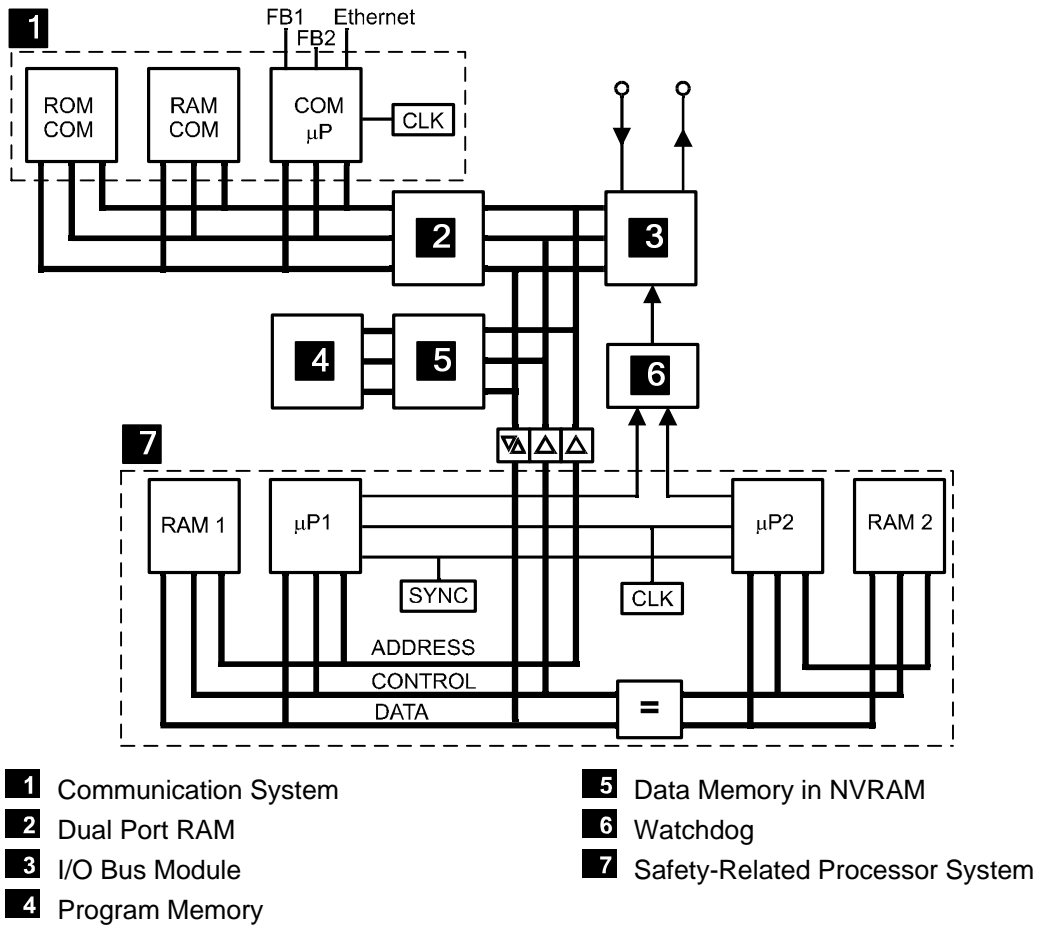 1
FB1 Ethernet
FB2
ROM
COM
RAM
COM
COM
µP
CLK
2
3
4
5
6
7
RAM 1
µP1
µP2
RAM 2
SYNC
CLK
ADDRESS
CONTROL
DATA
=
1 Communication System
2 Dual Port RAM
3 I/O Bus Module
4 Program Memory
5 Data Memory in NVRAM
6 Watchdog
7 Safety-Related Processor System